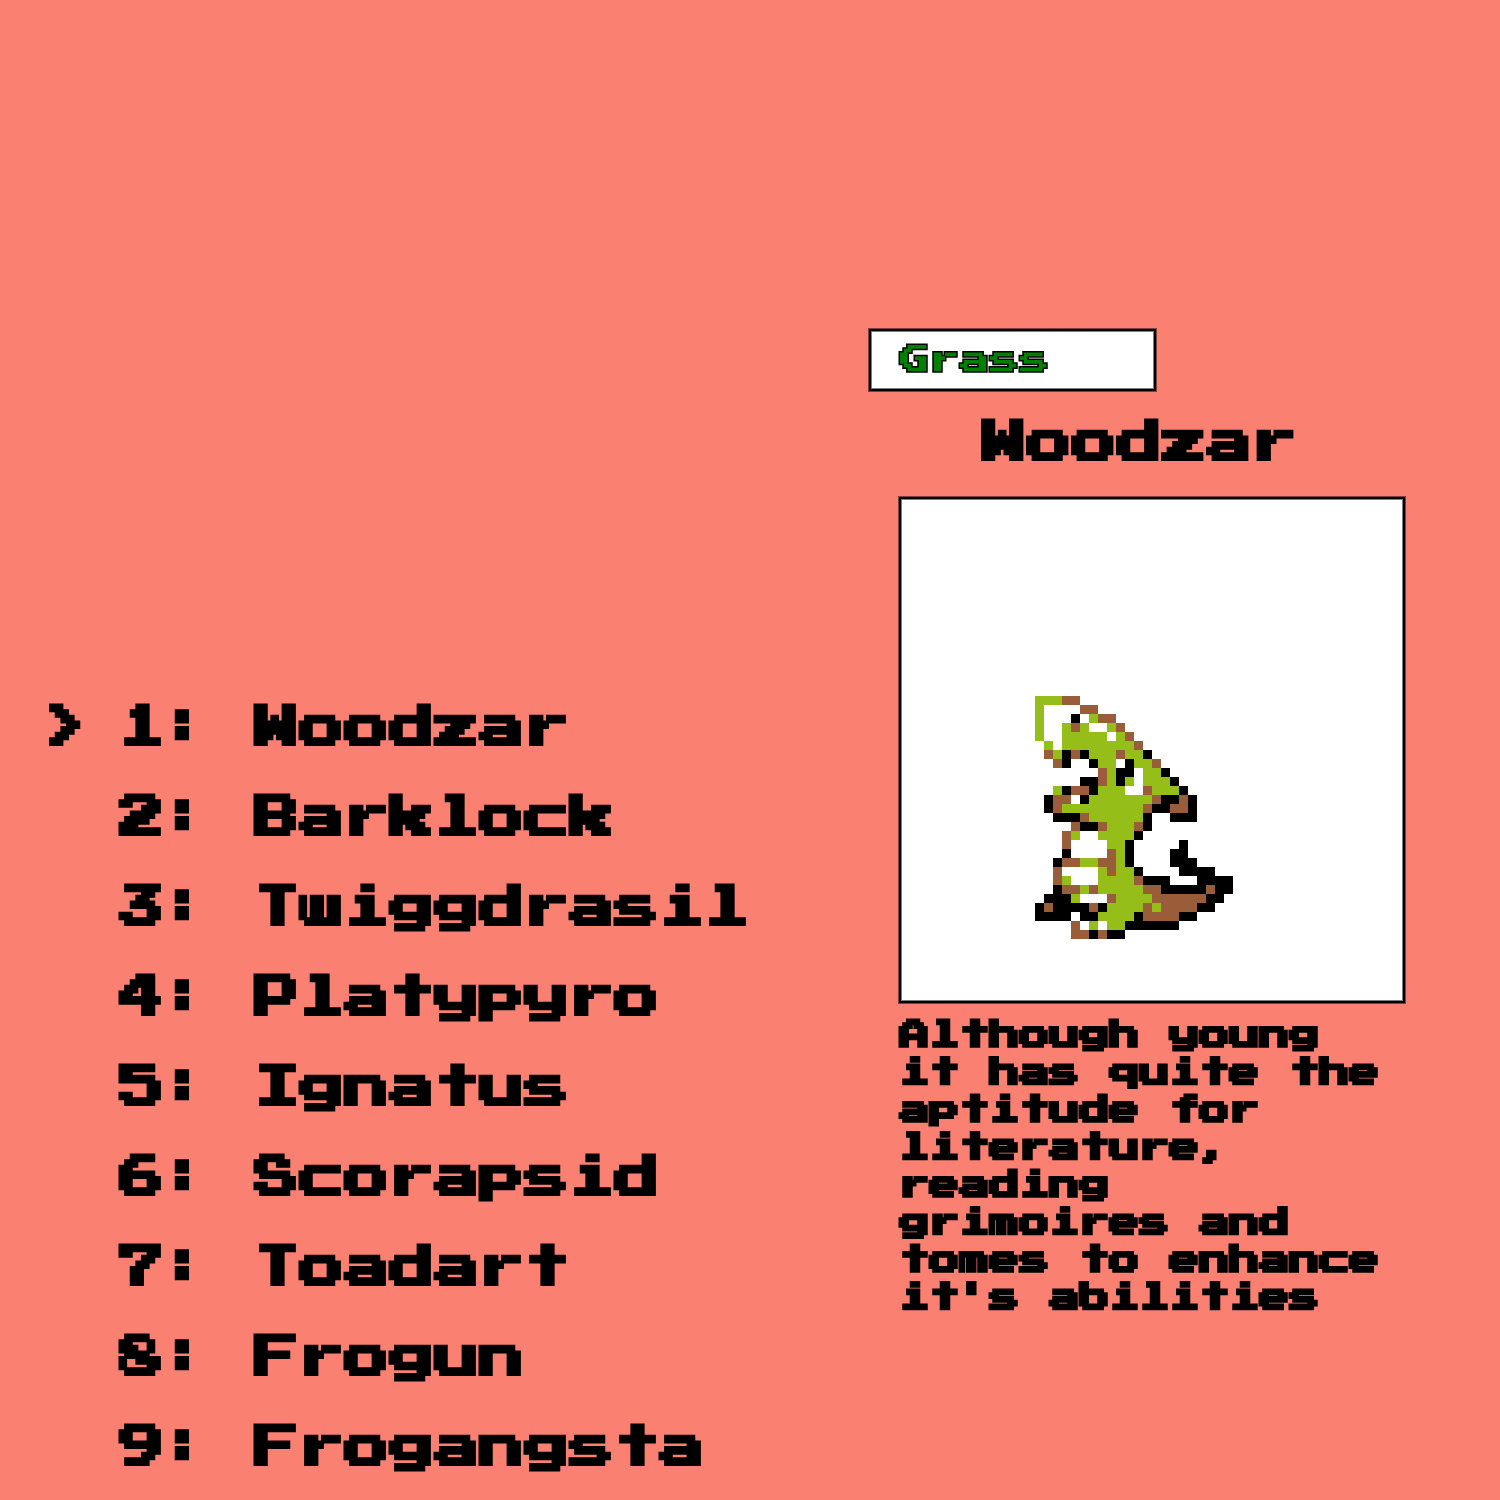 Grass
Woodzar
> 1: Woodzar
2: Barklock
3: Twiggdrasil
4: Platypyro
5: Ignatus
6: Scorapsid
7: Toadart
8: Frogun
9: Frogangsta
Although young
it has quite the
aptitude for
literature,
reading
grimoires and
tomes to enhance
it's abilities